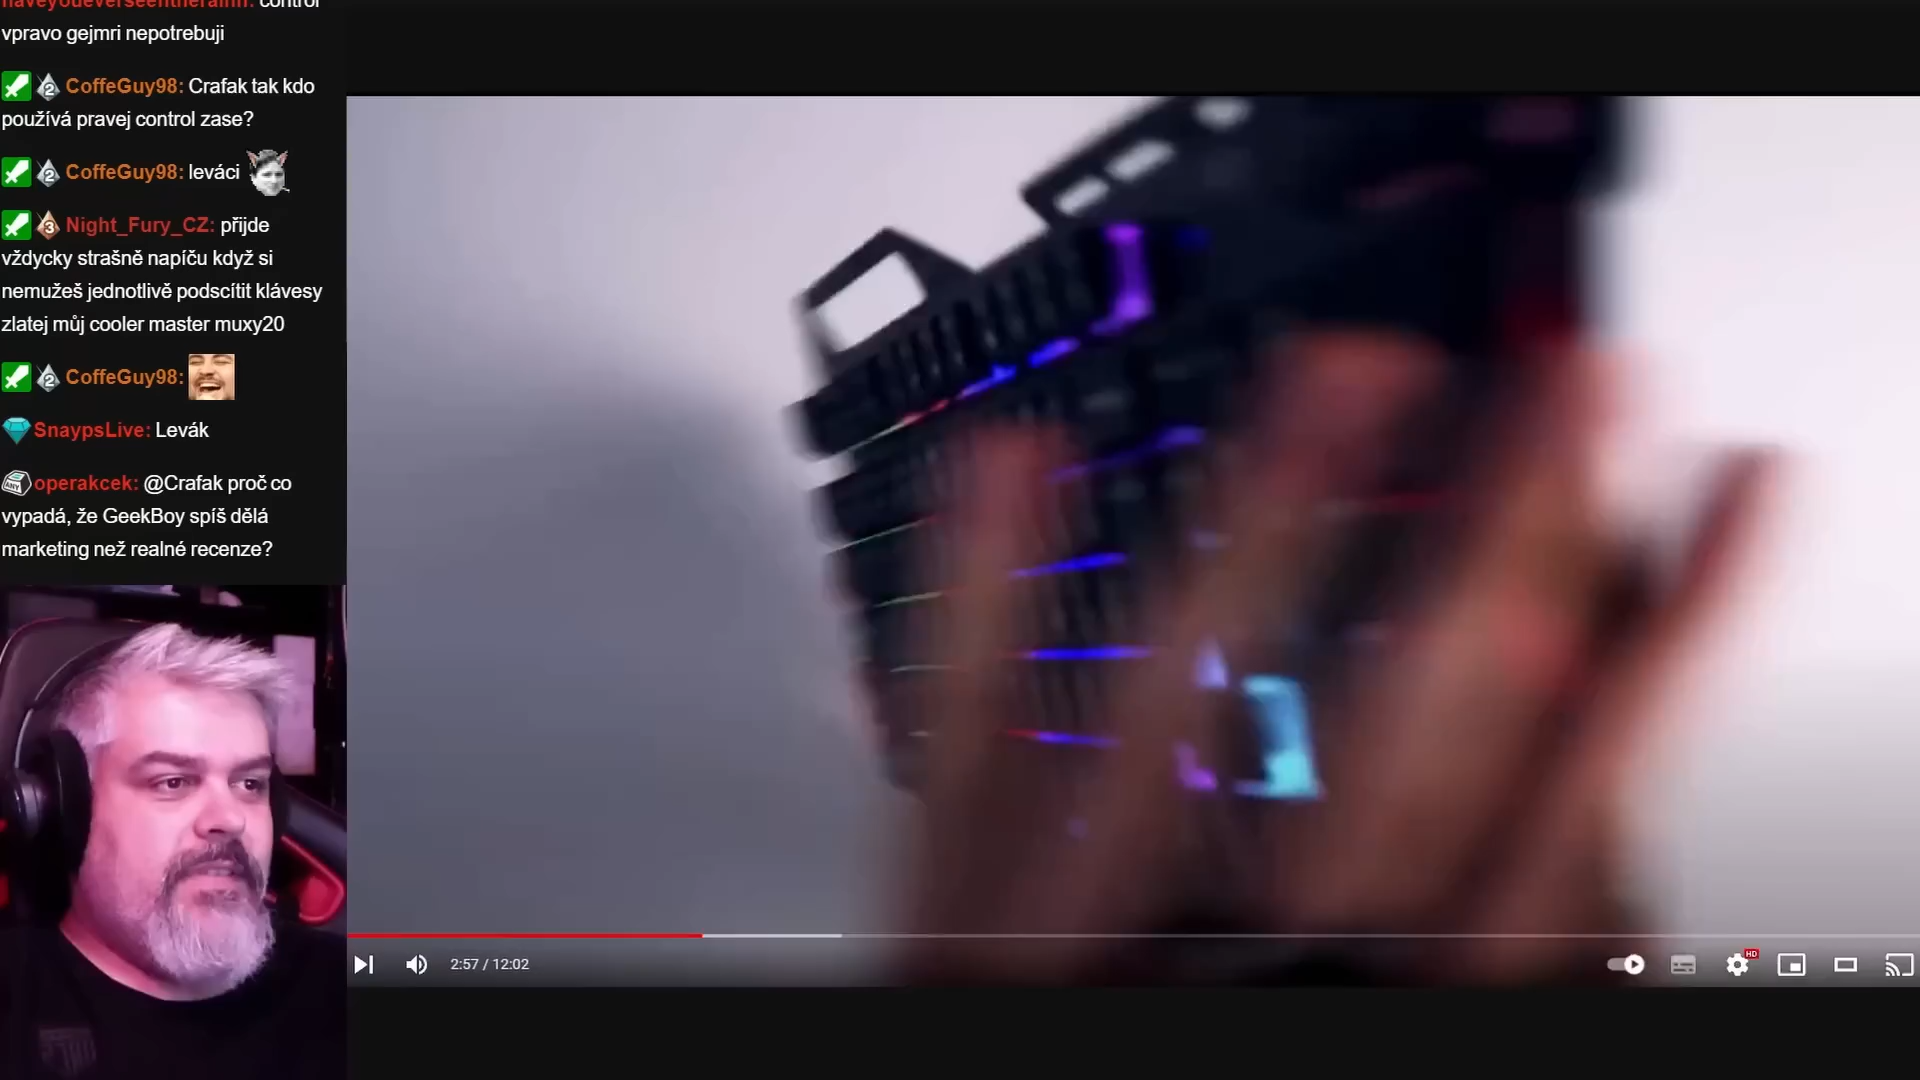 vpravo gejmri nepotrebuji
CoffeGuy98: Crafak tak kdo
používá pravej control zase?
CoffeGuy98: leváci
Night_Fury_CZ: přijde
vždycky strašně napíču když si
nemužeš jednotlivě podscítit klávesy
zlatej můj cooler master muxy20
CoffeGuy98:
SnaypsLive: Levák
operakcek: @Crafak proč co
vypadá, že GeekBoy spíš dělá
marketing než realné recenze?
2:57 / 12:02
HD